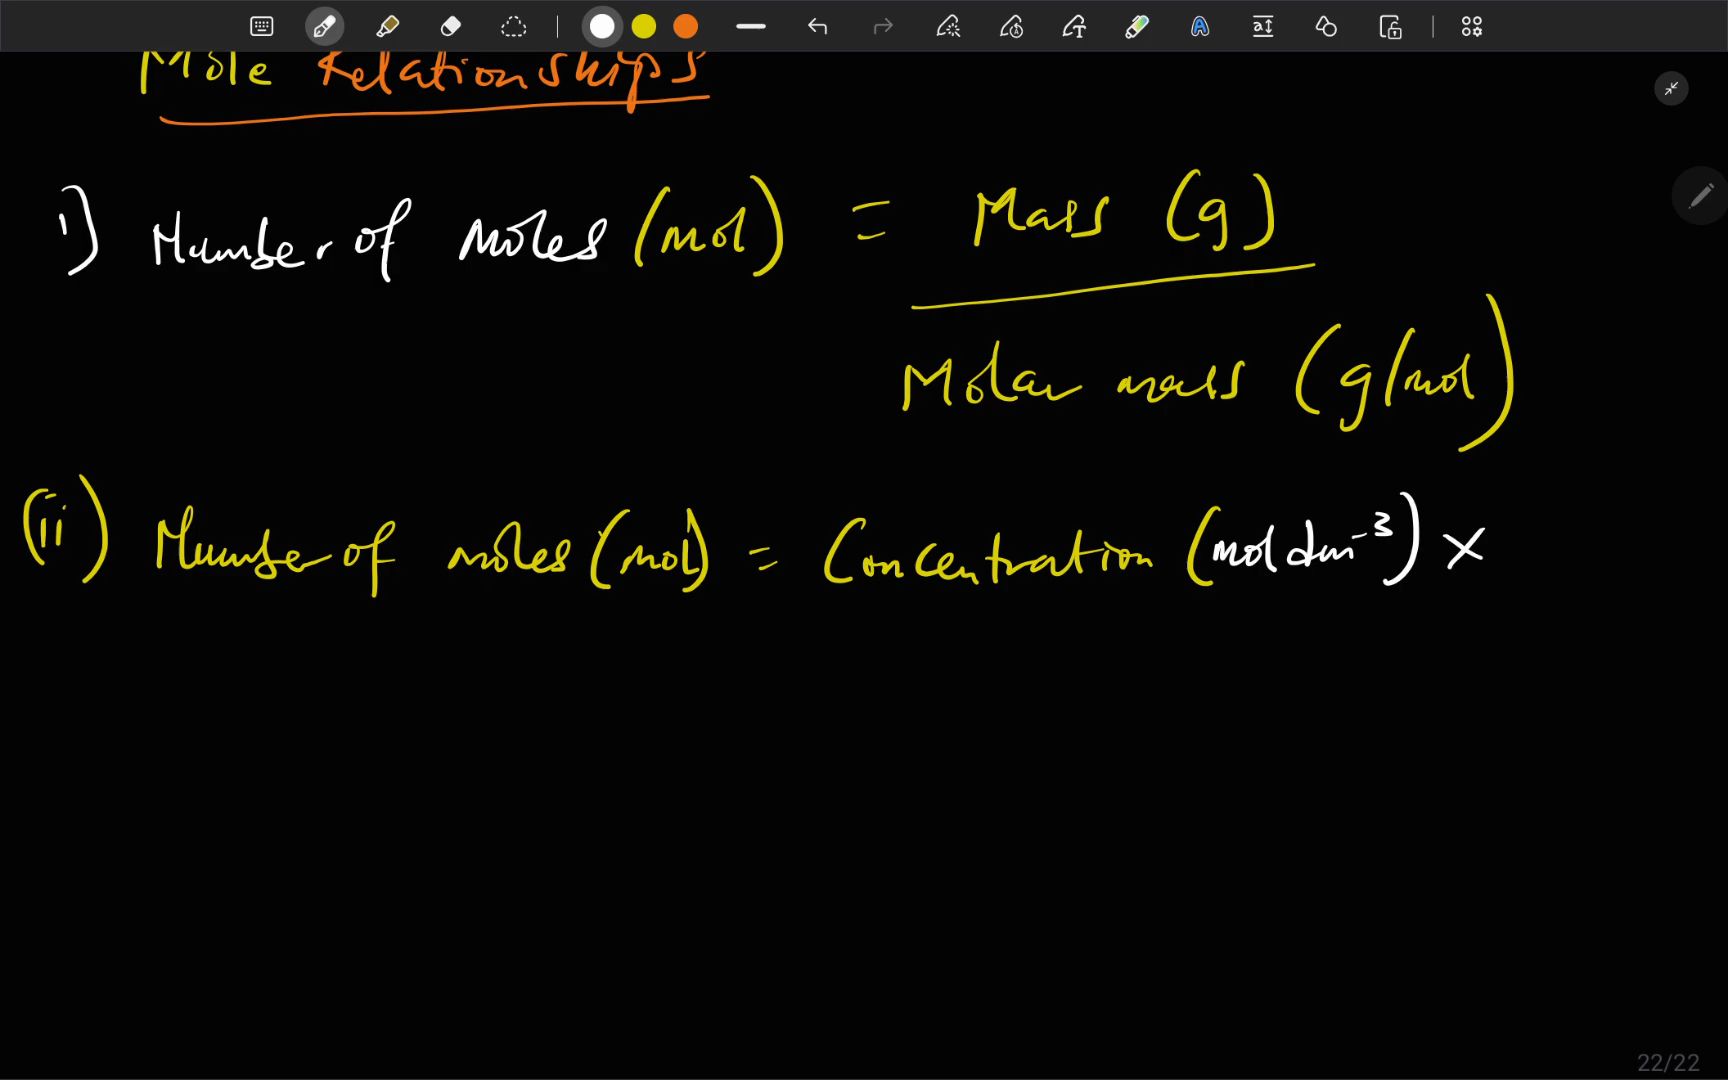 Mole Relationships
i) Number of moles (mol) = Mass (g)
Molar mass (g/mol)
(ii) Number of moles (mol) = Concentration (mol dm⁻³) ×
22/22